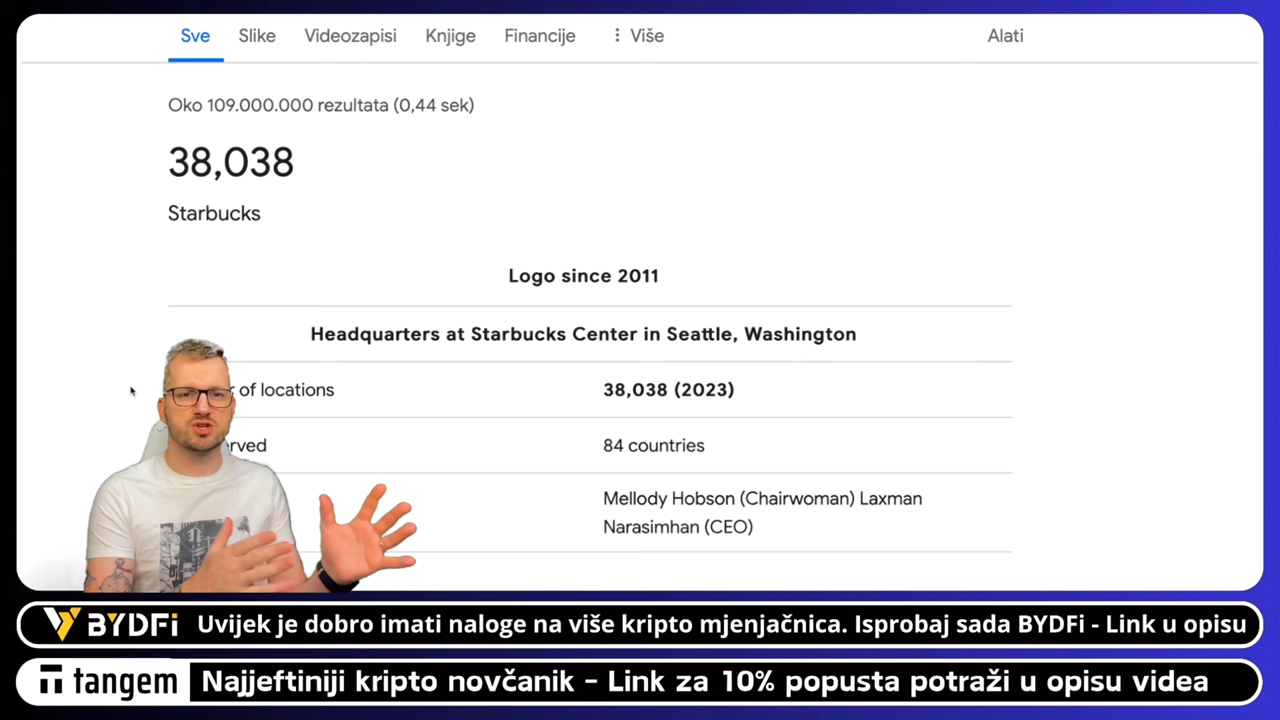 Sve Slike Videozapisi Knjige Financije Više Alati
Oko 109.000.000 rezultata (0,44 sek)
38,038
Starbucks
Logo since 2011
Headquarters at Starbucks Center in Seattle, Washington
of locations 38,038 (2023)
84 countries
Mellody Hobson (Chairwoman) Laxman
Narasimhan (CEO)
BYDFi Uvijek je dobro imati naloge na više kripto mjenjačnica. Isprobaj sada BYDFi - Link u opisu
tangem Najjeftiniji kripto novčanik - Link za 10% popusta potraži u opisu videa